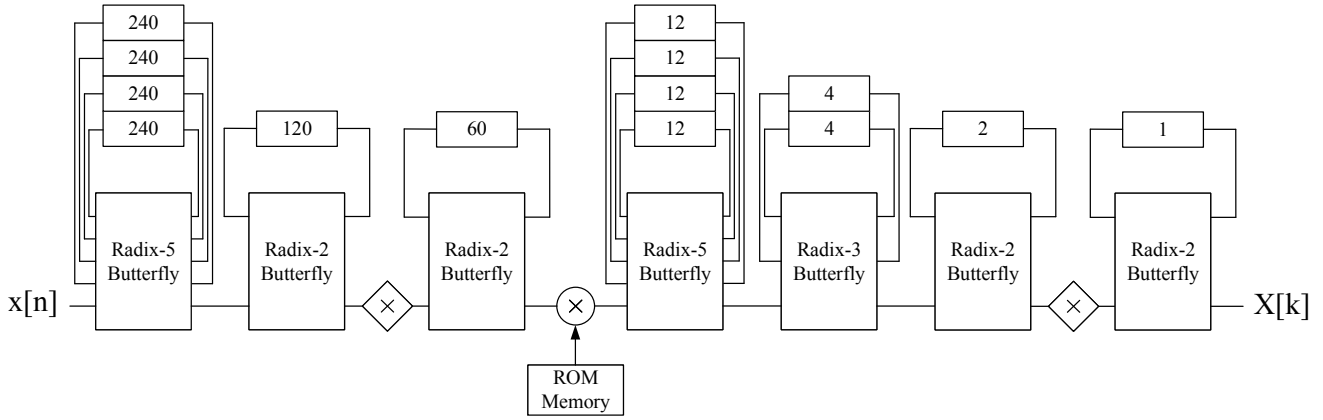 240
240
240
240
120
60
12
12
12
12
4
4
2
1
Radix-5
Butterfly
Radix-2
Butterfly
Radix-2
Butterfly
Radix-5
Butterfly
Radix-3
Butterfly
Radix-2
Butterfly
Radix-2
Butterfly
x[n]
×
×
×
X[k]
ROM
Memory